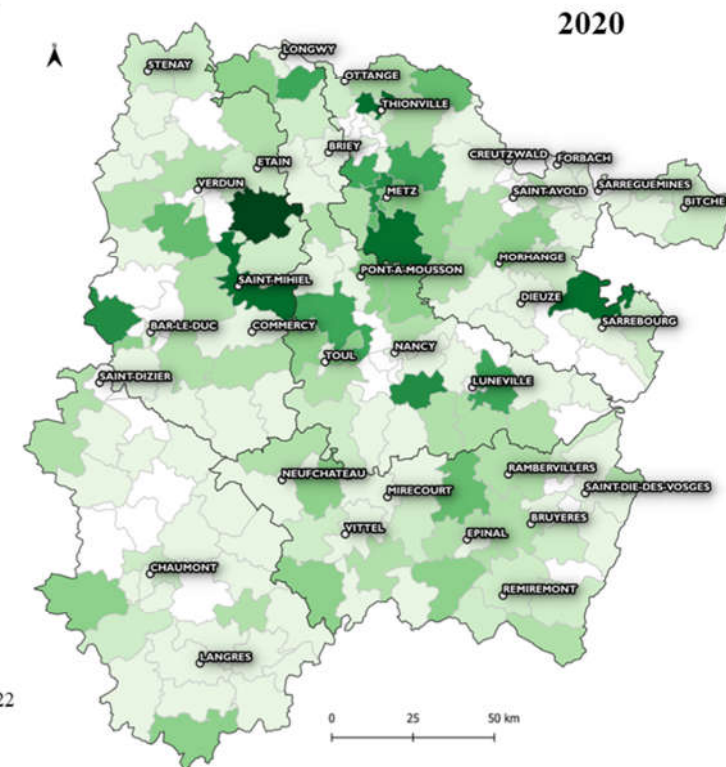 2020
LONGWY
STENAY
OTTANGE
THIONVILLE
BRIEY
CREUTZWALD
FORBACH
ETAIN
VERDUN
METZ
SAINT-AVOLD
SARREGUEMINES
BITCHE
MORHANGE
PONT-A-MOUSSON
SAINT-MIHIEL
DIEUZE
BAR-LE-DUC
COMMERCY
SARREBOURG
NANCY
TOUL
SAINT-DIZIER
LUNEVILLE
NEUFCHATEAU
RAMBERVILLERS
MIRECOURT
SAINT-DIE-DES-VOSGES
VITTEL
BRUYERES
EPINAL
CHAUMONT
REMIREMONT
LANGRES
22
0 25 50 km